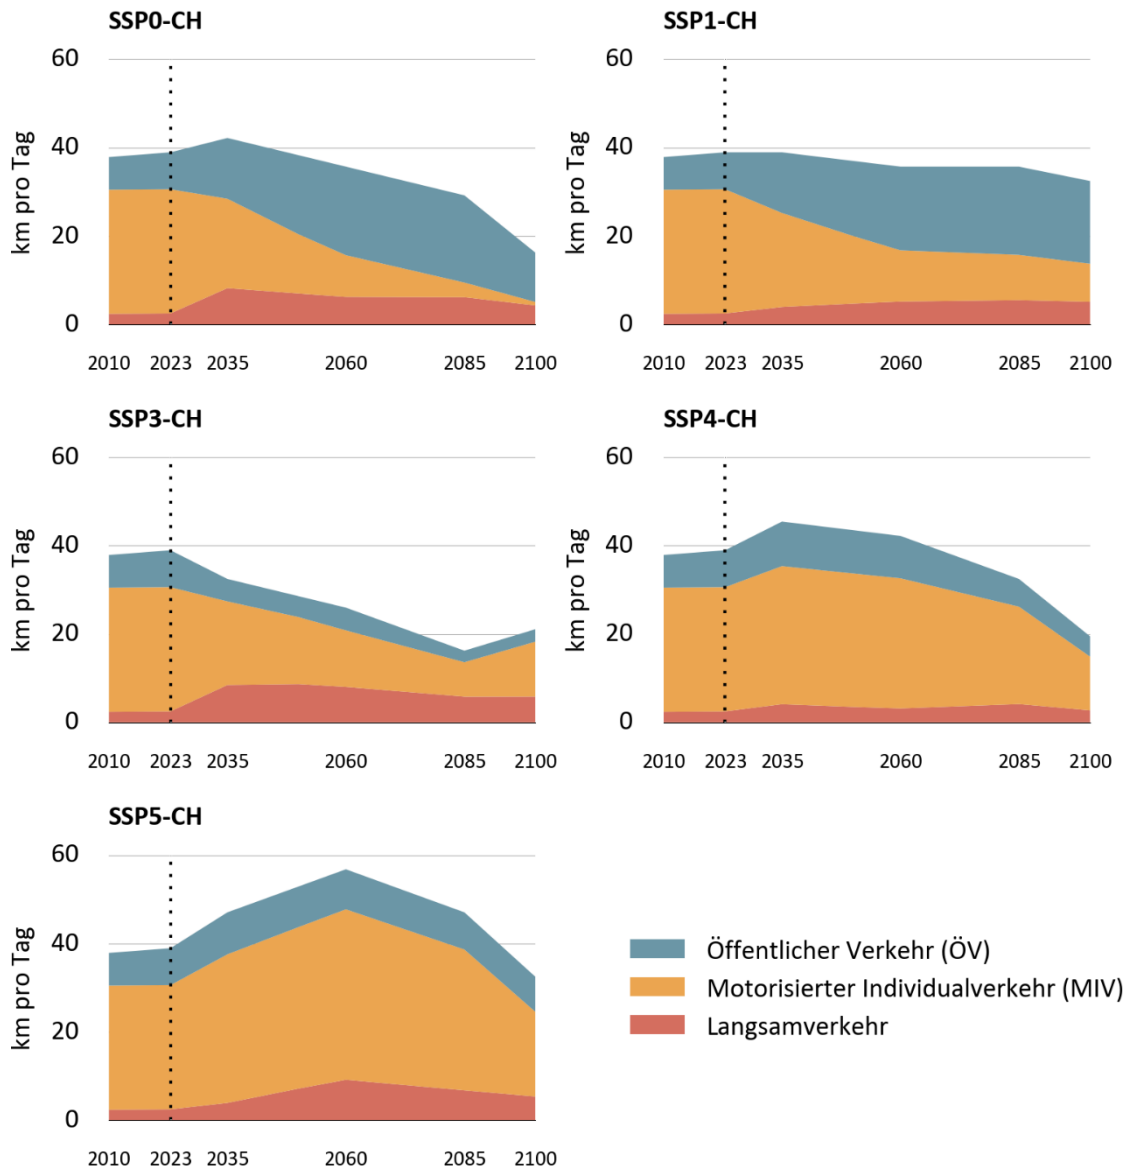 SSP0-CH
60
40
20
0
km pro Tag
2010 2023 2035 2060 2085 2100
SSP1-CH
60
40
20
0
km pro Tag
2010 2023 2035 2060 2085 2100
SSP3-CH
60
40
20
0
km pro Tag
2010 2023 2035 2060 2085 2100
SSP4-CH
60
40
20
0
km pro Tag
2010 2023 2035 2060 2085 2100
SSP5-CH
60
40
20
0
km pro Tag
2010 2023 2035 2060 2085 2100
Öffentlicher Verkehr (ÖV)
Motorisierter Individualverkehr (MIV)
Langsamverkehr